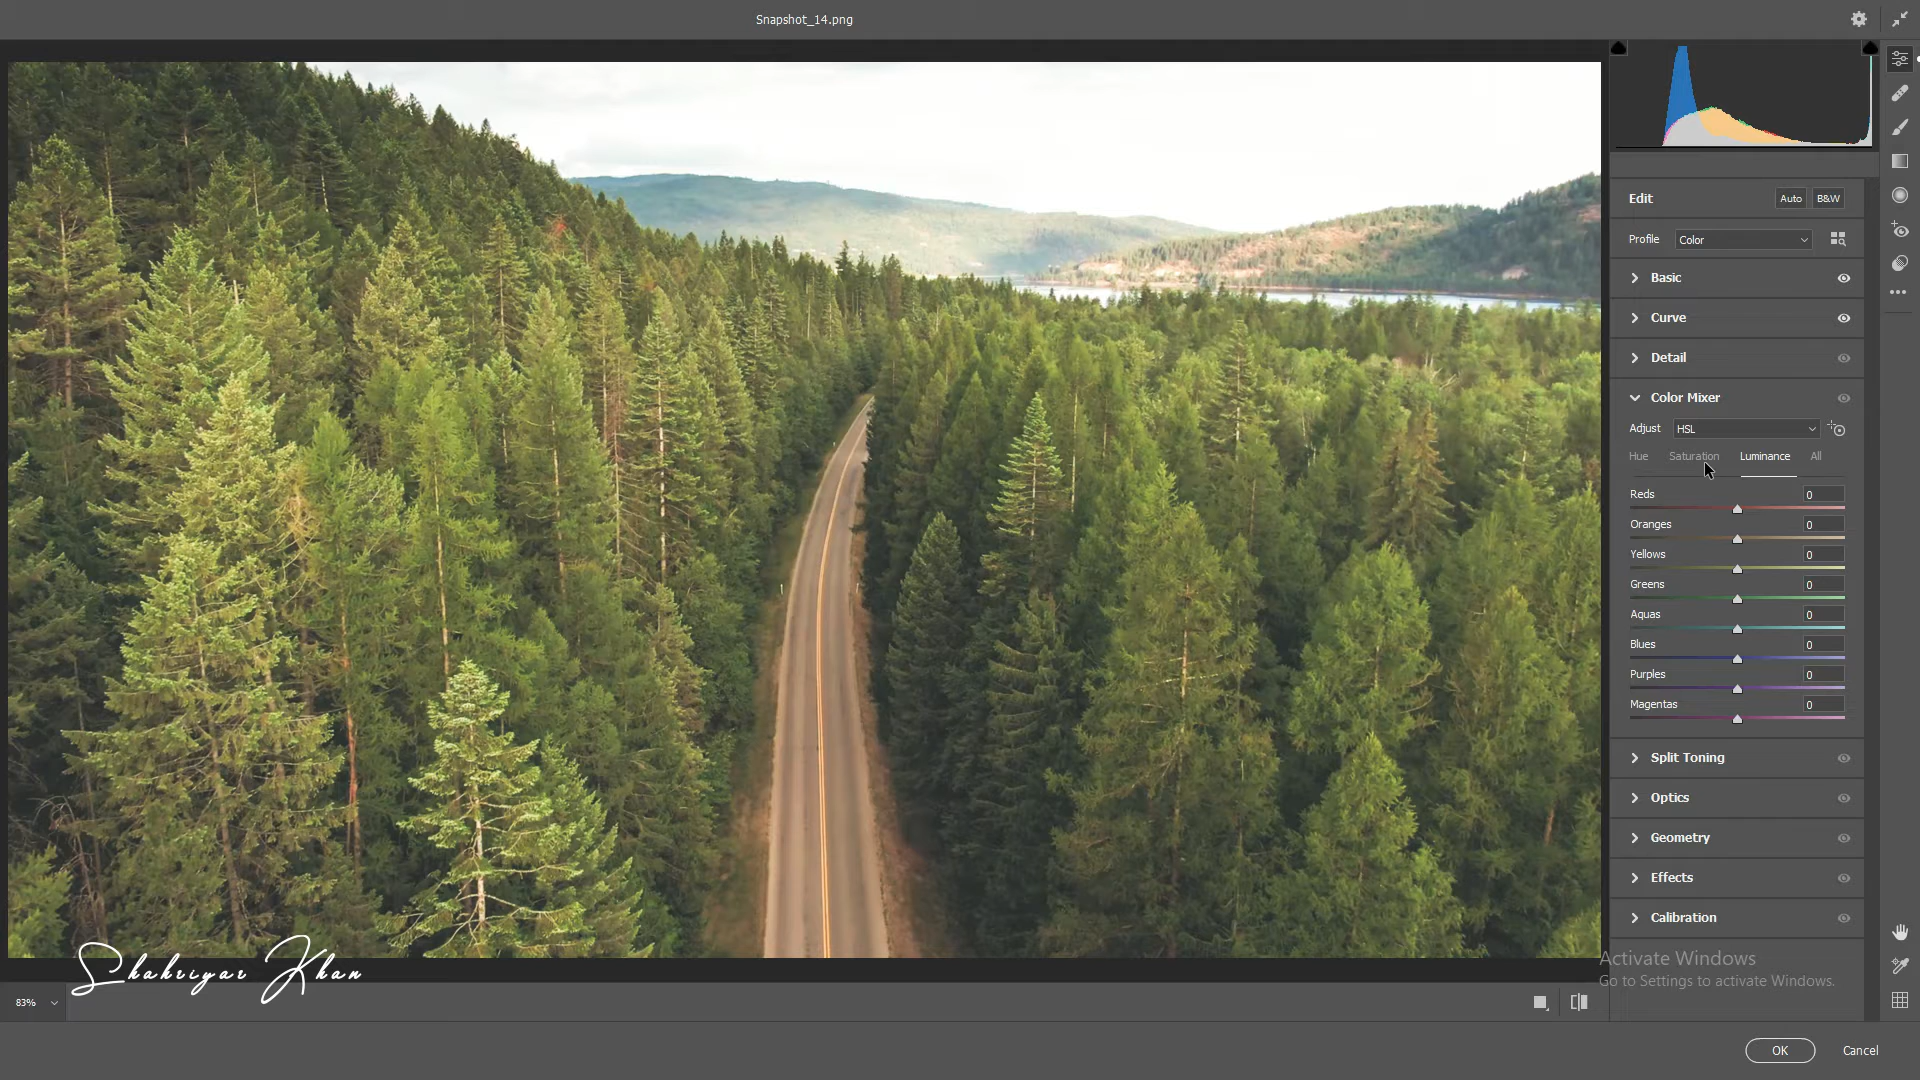 Snapshot_14.png
Edit
Auto
B&W
Profile
Color
Basic
Curve
Detail
Color Mixer
Adjust
HSL
Hue
Saturation
Luminance
All
Reds
0
Oranges
0
Yellows
0
Greens
0
Aquas
0
Blues
0
Purples
0
Magentas
0
Split Toning
Optics
Geometry
Effects
Calibration
Activate Windows
Go to Settings to activate Windows.
Shahriyar Khan
83%
OK
Cancel